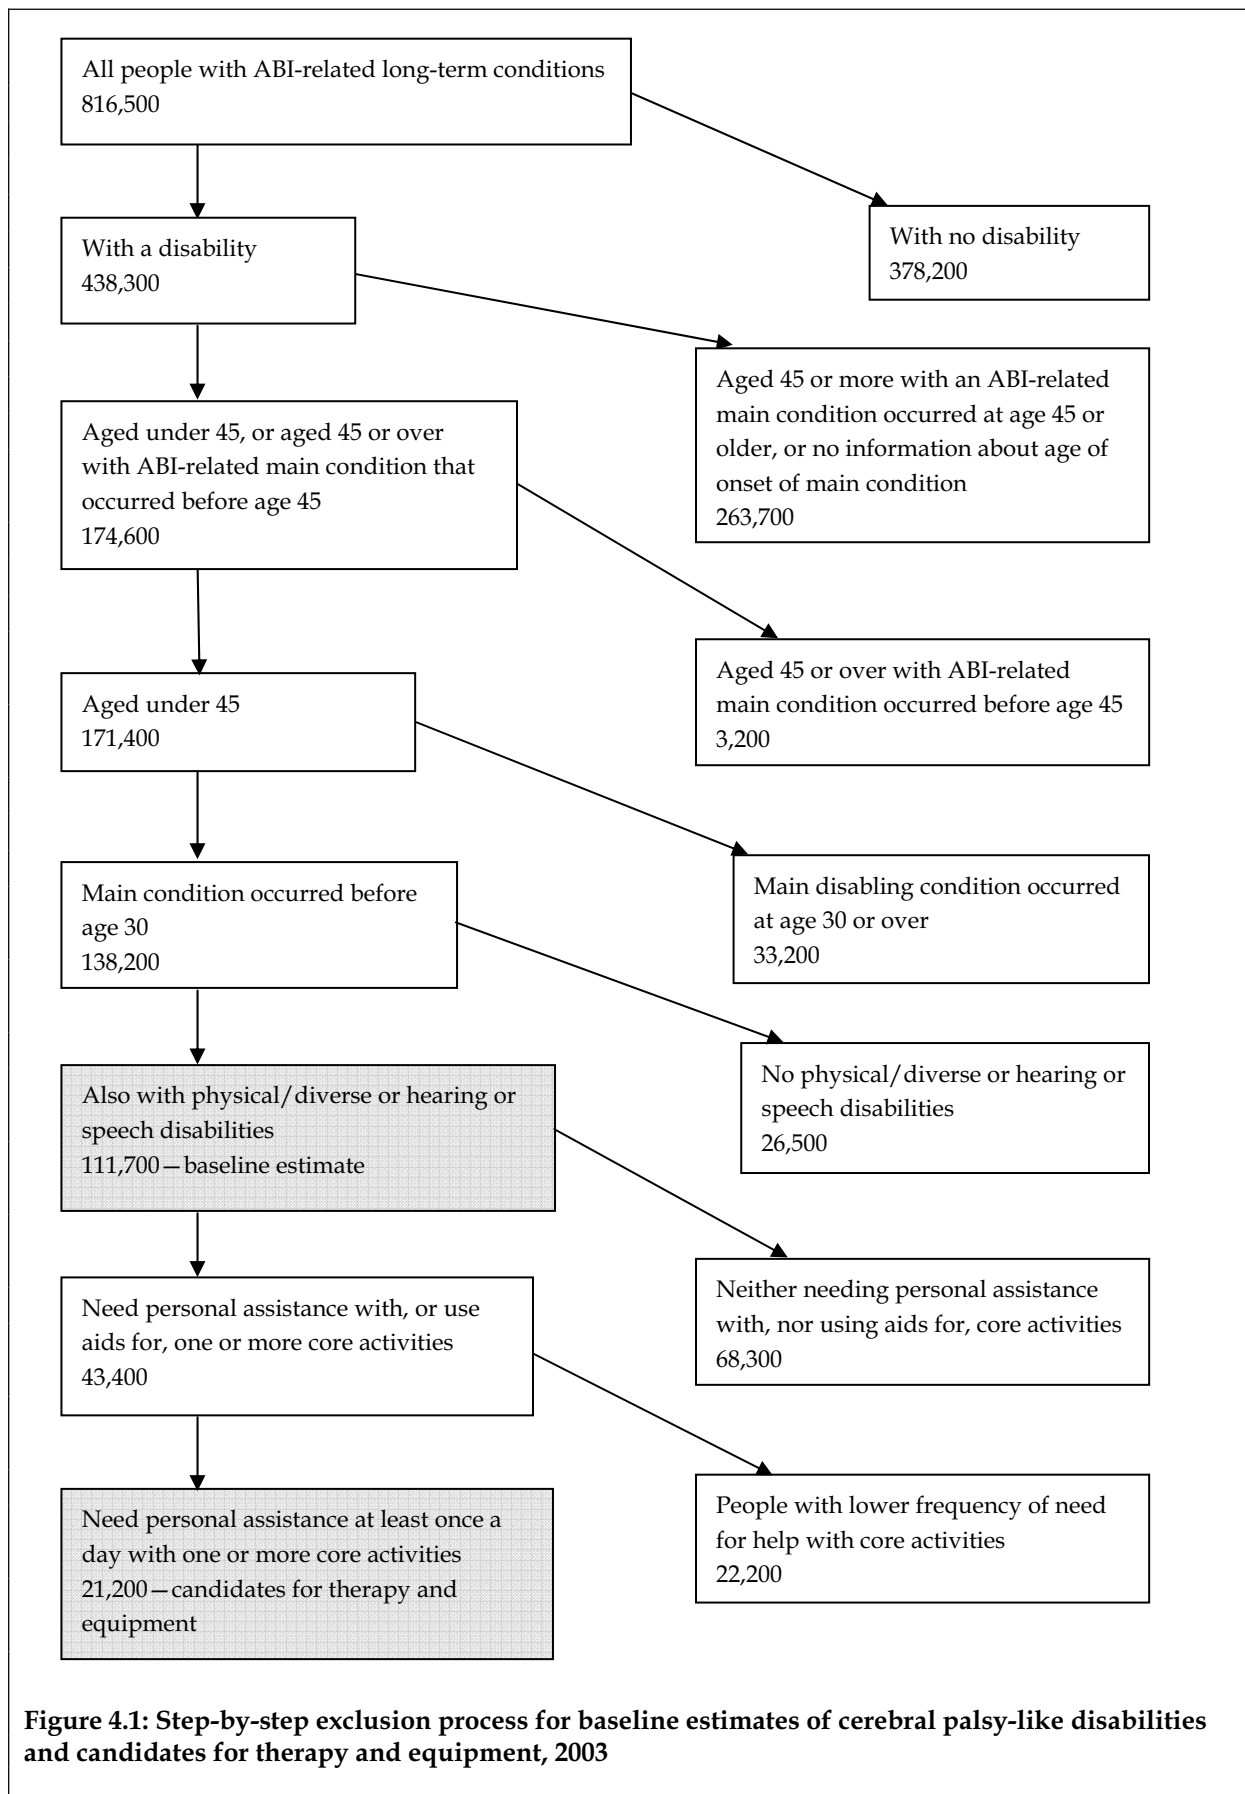 All people with ABI-related long-term conditions
816,500
With no disability
378,200
With a disability
438,300
Aged 45 or more with an ABI-related
main condition occurred at age 45 or
older, or no information about age of
onset of main condition
263,700
Aged under 45, or aged 45 or over
with ABI-related main condition that
occurred before age 45
174,600
Aged 45 or over with ABI-related
main condition occurred before age 45
3,200
Aged under 45
171,400
Main disabling condition occurred
at age 30 or over
33,200
Main condition occurred before
age 30
138,200
No physical/diverse or hearing or
speech disabilities
26,500
Also with physical/diverse or hearing or
speech disabilities
111,700—baseline estimate
Neither needing personal assistance
with, nor using aids for, core activities
68,300
Need personal assistance with, or use
aids for, one or more core activities
43,400
People with lower frequency of need
for help with core activities
22,200
Need personal assistance at least once a
day with one or more core activities
21,200—candidates for therapy and
equipment
Figure 4.1: Step-by-step exclusion process for baseline estimates of cerebral palsy-like disabilities
and candidates for therapy and equipment, 2003